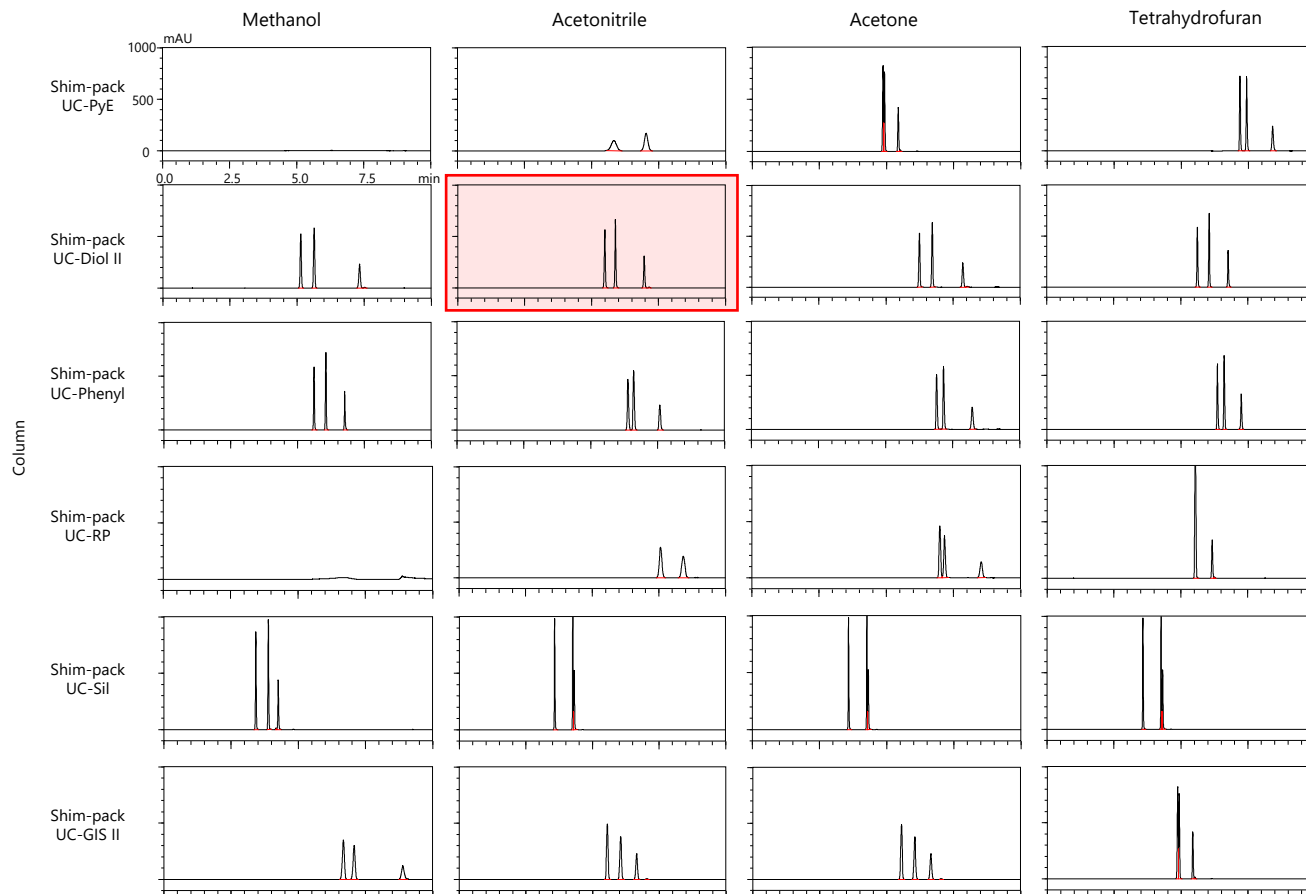 Methanol Acetonitrile Acetone Tetrahydrofuran
mAU
1000
500
0
0.0 2.5 5.0 7.5 min
Column
Shim-pack
UC-PyE
Shim-pack
UC-Diol II
Shim-pack
UC-Phenyl
Shim-pack
UC-RP
Shim-pack
UC-Sil
Shim-pack
UC-GIS II